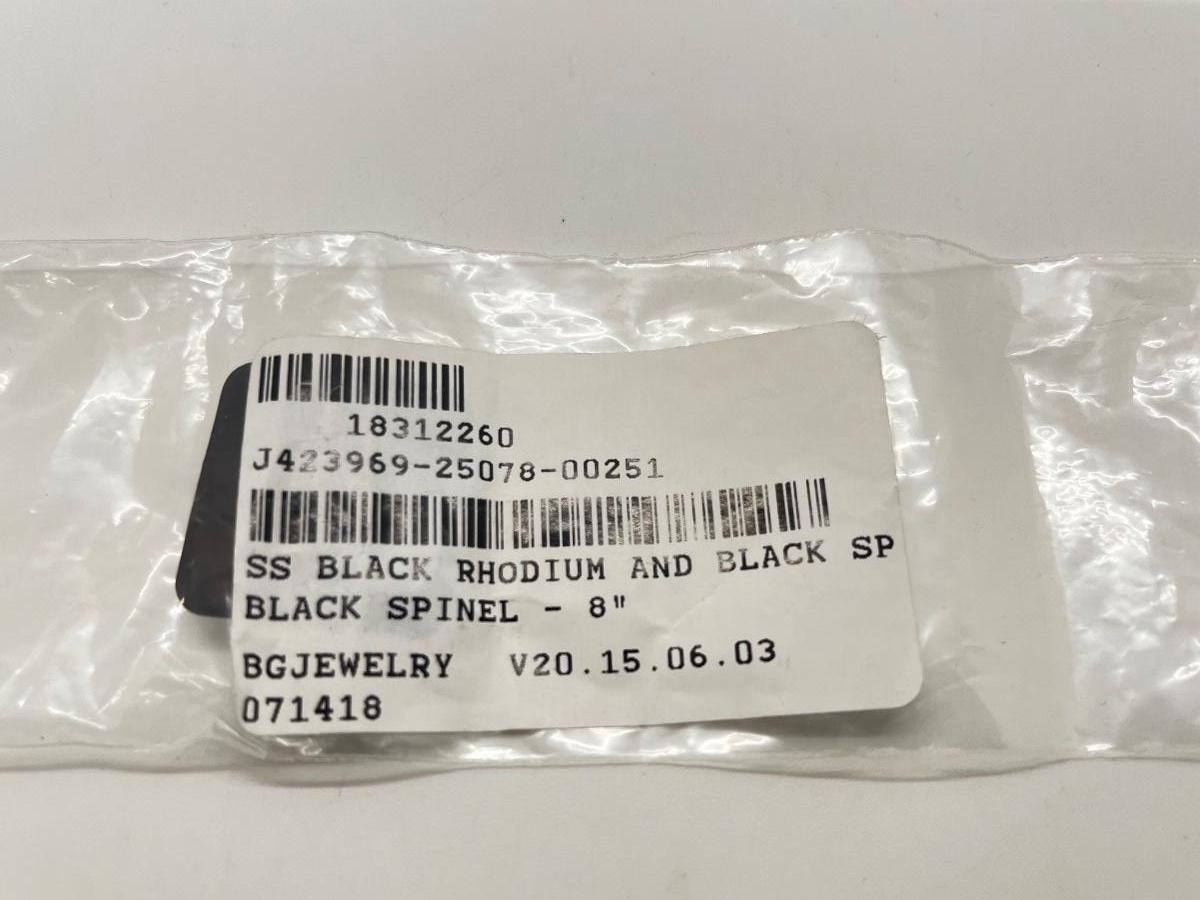 18312260
J423969-25078-00251
SS BLACK RHODIUM AND BLACK SP
BLACK SPINEL - 8"
BGJEWELRY V20.15.06.03
071418